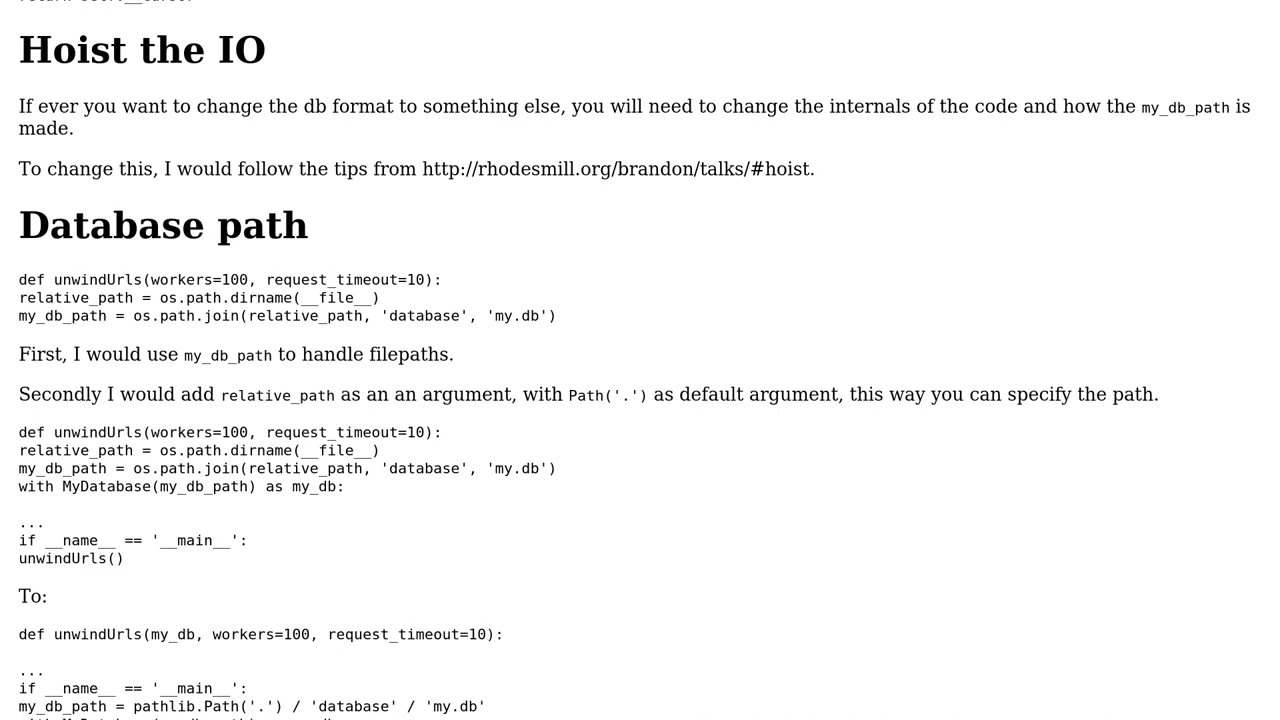 Hoist the IO
If ever you want to change the db format to something else, you will need to change the internals of the code and how the my_db_path is
made.
To change this, I would follow the tips from http://rhodesmill.org/brandon/talks/#hoist.
Database path
def unwindUrls(workers=100, request_timeout=10):
relative_path = os.path.dirname(__file__)
my_db_path = os.path.join(relative_path, 'database', 'my.db')
First, I would use my_db_path to handle filepaths.
Secondly I would add relative_path as an an argument, with Path('.') as default argument, this way you can specify the path.
def unwindUrls(workers=100, request_timeout=10):
relative_path = os.path.dirname(__file__)
my_db_path = os.path.join(relative_path, 'database', 'my.db')
with MyDatabase(my_db_path) as my_db:
...
if __name__ == '__main__':
unwindUrls()
To:
def unwindUrls(my_db, workers=100, request_timeout=10):
...
if __name__ == '__main__':
my_db_path = pathlib.Path('.') / 'database' / 'my.db'